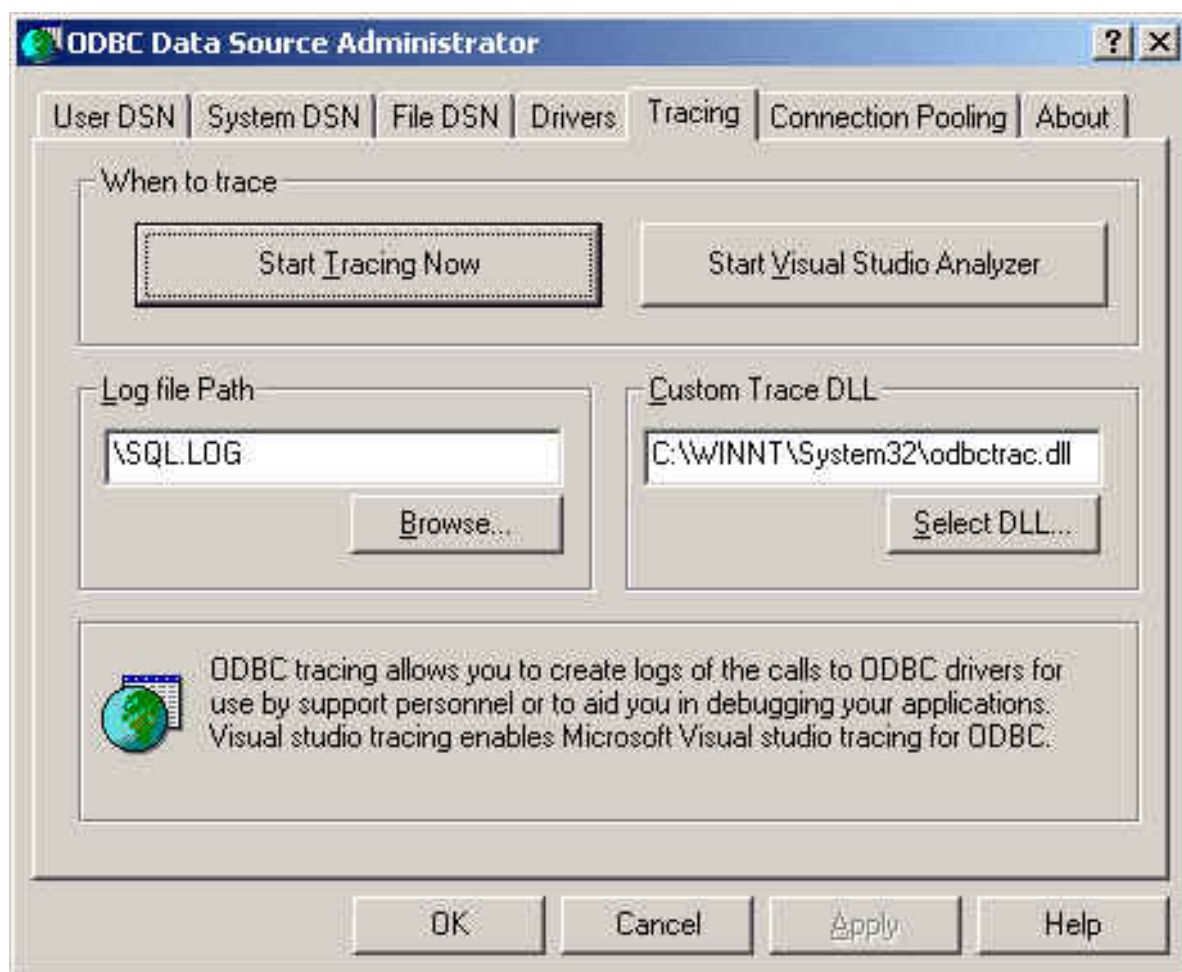 ODBC Data Source Administrator
User DSN System DSN File DSN Drivers Tracing Connection Pooling About
When to trace
Start Tracing Now Start Visual Studio Analyzer
Log file Path Custom Trace DLL
\SQL.LOG C:\WINNT\System32\odbctrac.dll
Browse... Select DLL...
ODBC tracing allows you to create logs of the calls to ODBC drivers for
use by support personnel or to aid you in debugging your applications.
Visual studio tracing enables Microsoft Visual studio tracing for ODBC.
OK Cancel Apply Help